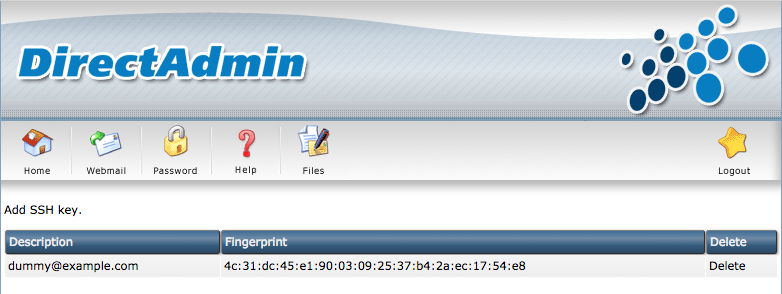 DirectAdmin
Home Webmail Password Help Files Logout
Add SSH key.
Description Fingerprint Delete
dummy@example.com 4c:31:dc:45:e1:90:03:09:25:37:b4:2a:ec:17:54:e8 Delete